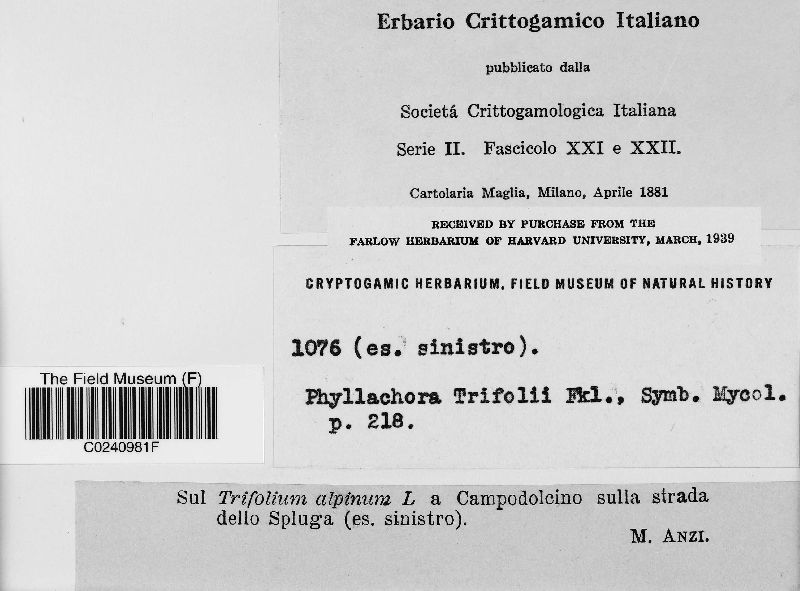 Erbario Crittogamico Italiano
pubblicato dalla
Societá Crittogamologica Italiana
Serie II. Fascicolo XXI e XXII.
Cartolaria Maglia, Milano, Aprile 1881
RECEIVED BY PURCHASE FROM THE
FARLOW HERBARIUM OF HARVARD UNIVERSITY, MARCH, 1939
CRYPTOGAMIC HERBARIUM, FIELD MUSEUM OF NATURAL HISTORY
1076 (es. sinistro).
Phyllachora Trifolii Fkl., Symb. Mycol.
p. 218.
The Field Museum (F)
C0240981F
Sul Trifolium alpinum L a Campodolcino sulla strada
dello Spluga (es. sinistro).
M. ANZI.